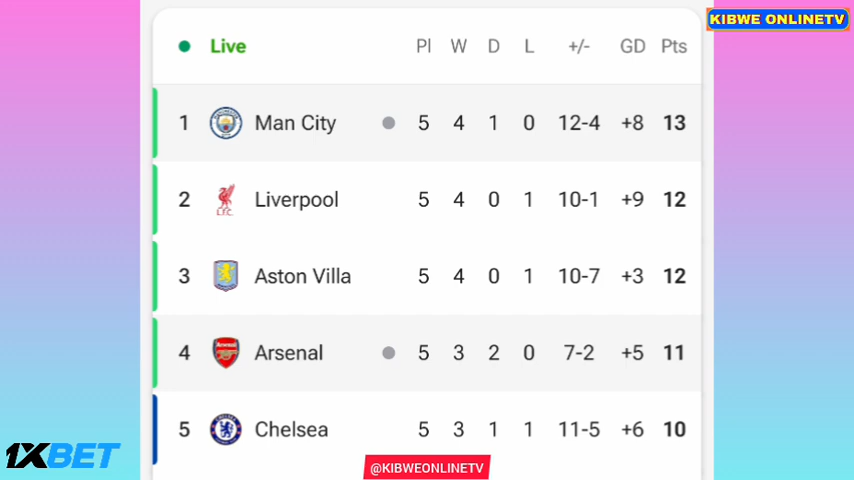 KIBWE ONLINETV
Live Pl W D L +/- GD Pts
1 Man City 5 4 1 0 12-4 +8 13
2 L.F.C. Liverpool 5 4 0 1 10-1 +9 12
3 Aston Villa 5 4 0 1 10-7 +3 12
4 Arsenal Arsenal 5 3 2 0 7-2 +5 11
5 Chelsea 5 3 1 1 11-5 +6 10
1XBET
@KIBWEONLINETV